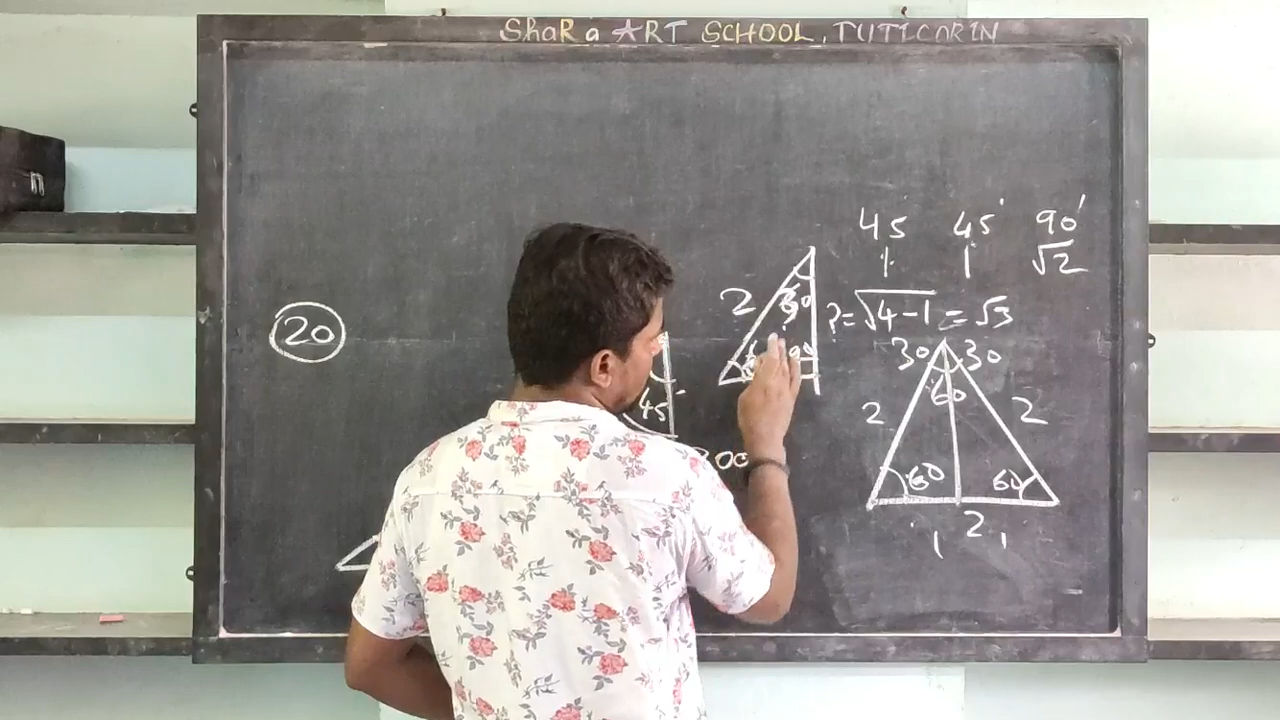 ShaRa ART SCHOOL, TUTICORIN
45° 45° 90°
1 1 √2
2 30
?= √4-1 = √3
20
30 30
60
45°
2 2
60 60
2
1 1